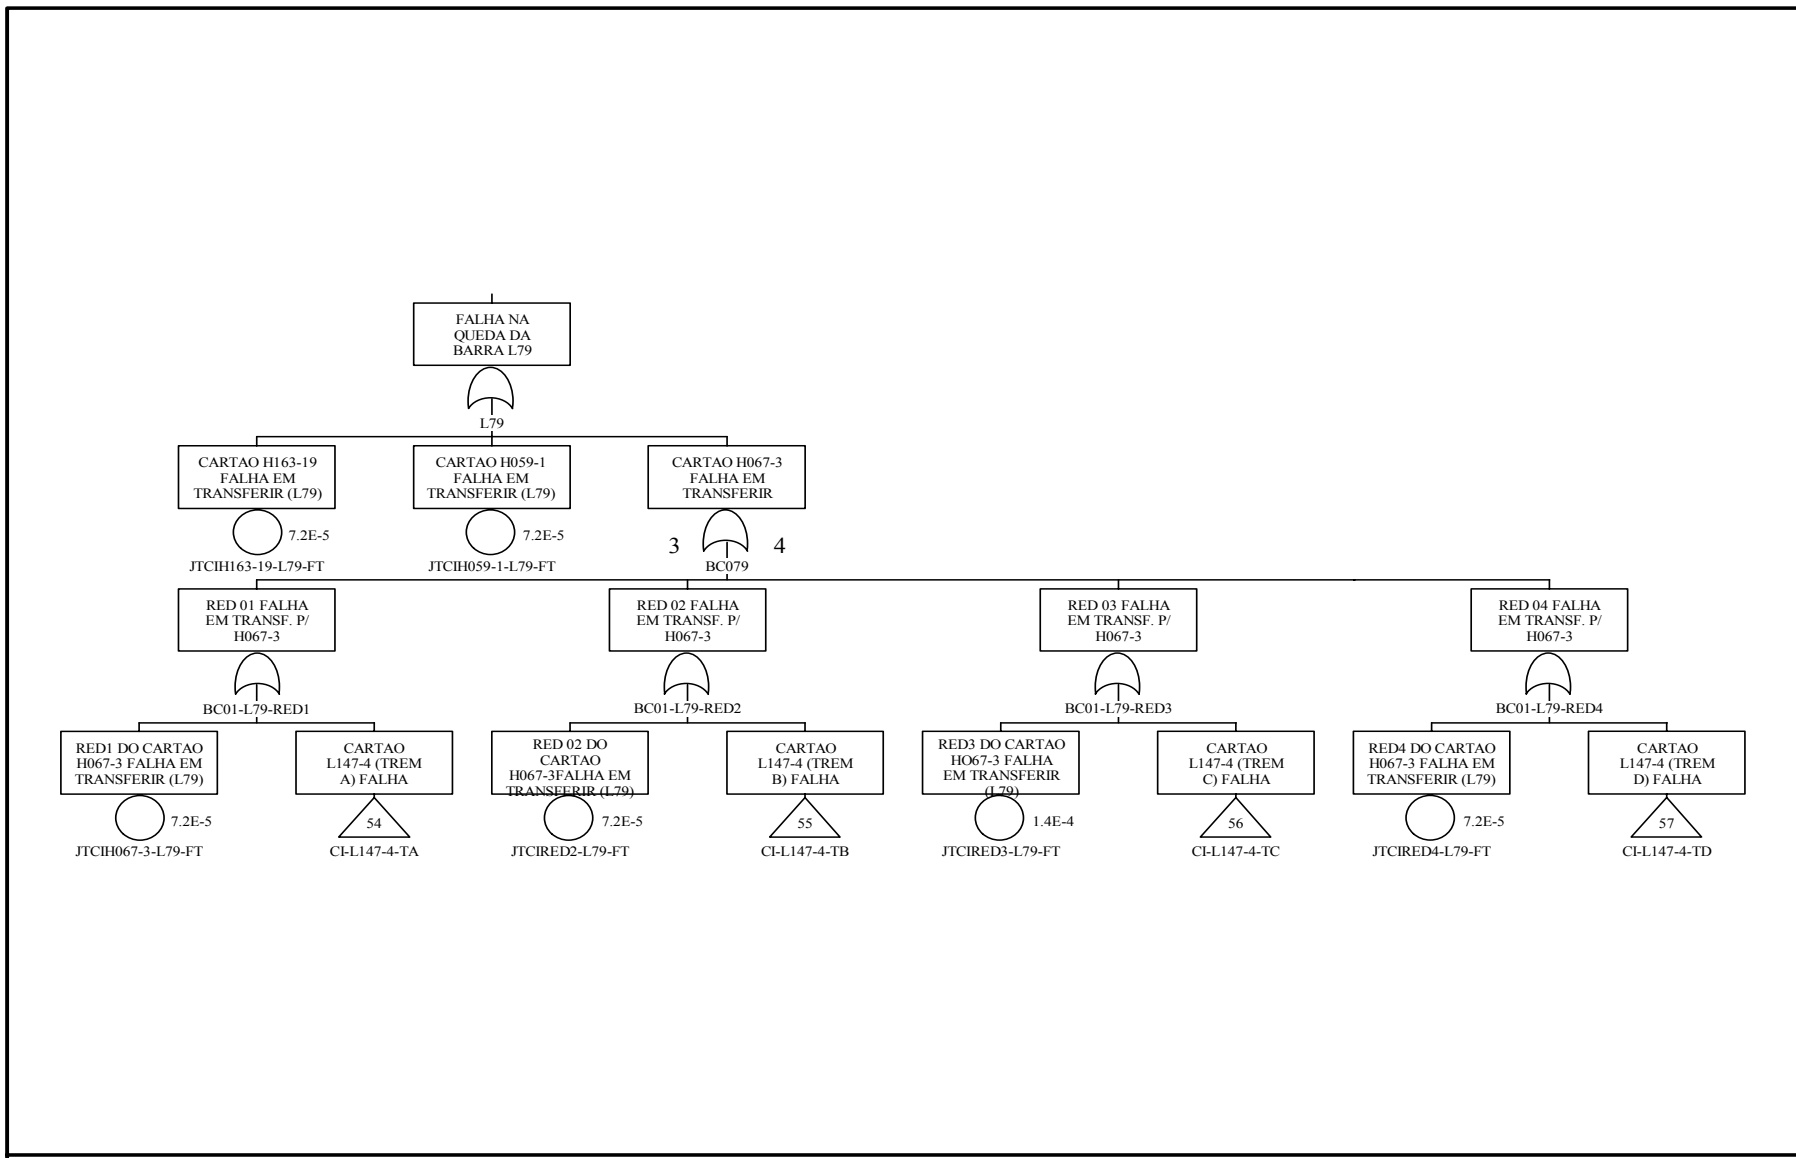 FALHA NA
QUEDA DA
BARRA L79
L79
CARTAO H163-19
FALHA EM
TRANSFERIR (L79)
7.2E-5
JTCIH163-19-L79-FT
CARTAO H059-1
FALHA EM
TRANSFERIR (L79)
7.2E-5
JTCIH059-1-L79-FT
CARTAO H067-3
FALHA EM
TRANSFERIR
3
4
BC079
RED 01 FALHA
EM TRANSF. P/
H067-3
BC01-L79-RED1
RED 02 FALHA
EM TRANSF. P/
H067-3
BC01-L79-RED2
RED 03 FALHA
EM TRANSF. P/
H067-3
BC01-L79-RED3
RED 04 FALHA
EM TRANSF. P/
H067-3
BC01-L79-RED4
RED1 DO CARTAO
H067-3 FALHA EM
TRANSFERIR (L79)
7.2E-5
JTCIH067-3-L79-FT
CARTAO
L147-4 (TREM
A) FALHA
54
CI-L147-4-TA
RED 02 DO
CARTAO
H067-3FALHA EM
TRANSFERIR (L79)
7.2E-5
JTCIRED2-L79-FT
CARTAO
L147-4 (TREM
B) FALHA
55
CI-L147-4-TB
RED3 DO CARTAO
HO67-3 FALHA
EM TRANSFERIR
(L79)
1.4E-4
JTCIRED3-L79-FT
CARTAO
L147-4 (TREM
C) FALHA
56
CI-L147-4-TC
RED4 DO CARTAO
H067-3 FALHA EM
TRANSFERIR (L79)
7.2E-5
JTCIRED4-L79-FT
CARTAO
L147-4 (TREM
D) FALHA
57
CI-L147-4-TD